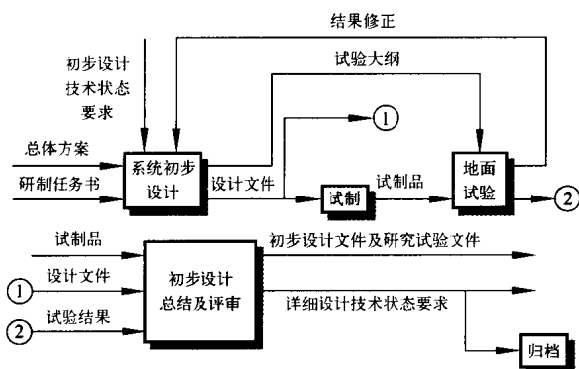 结果修正
试验大纲
初步设计
技术状态
要求
①
总体方案
研制任务书
系统初步
设计
设计文件
试制
试制品
地面
试验
②
试制品
①
设计文件
②
试验结果
初步设计
总结及评审
初步设计文件及研究试验文件
详细设计技术状态要求
归档